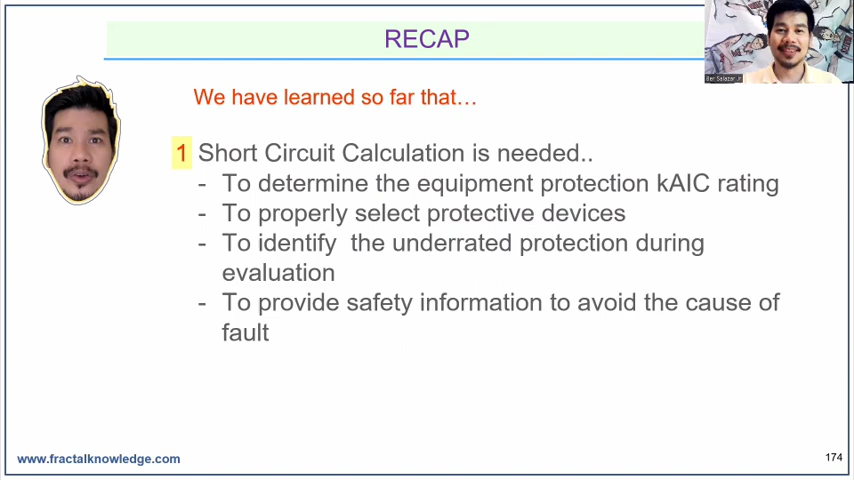 RECAP
We have learned so far that...
1 Short Circuit Calculation is needed..
- To determine the equipment protection kAIC rating
- To properly select protective devices
- To identify the underrated protection during
evaluation
- To provide safety information to avoid the cause of
fault
www.fractalknowledge.com
174